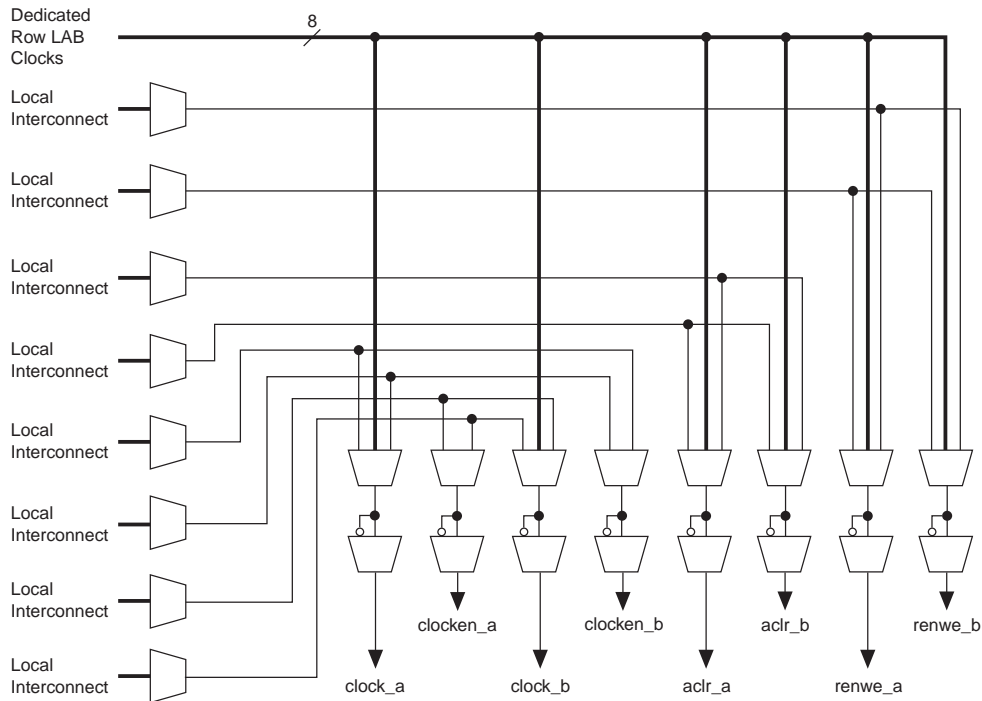 Dedicated
Row LAB
Clocks
8
Local
Interconnect
Local
Interconnect
Local
Interconnect
Local
Interconnect
Local
Interconnect
Local
Interconnect
Local
Interconnect
Local
Interconnect
clocken_a
clocken_b
aclr_b
renwe_b
clock_a
clock_b
aclr_a
renwe_a